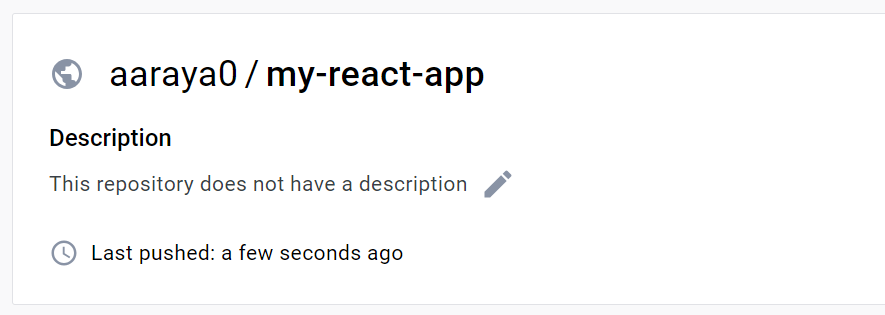 aaraya0 / my-react-app
Description
This repository does not have a description
Last pushed: a few seconds ago